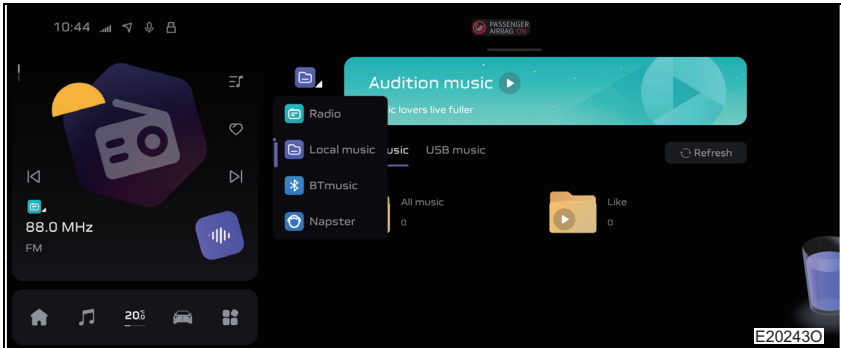 10:44
PASSENGER
AIRBAG ON
Audition music
ic lovers live fuller
Radio
Local music
BTmusic
Napster
usic
USB music
Refresh
All music
0
Like
0
88.0 MHz
FM
20
E20243O